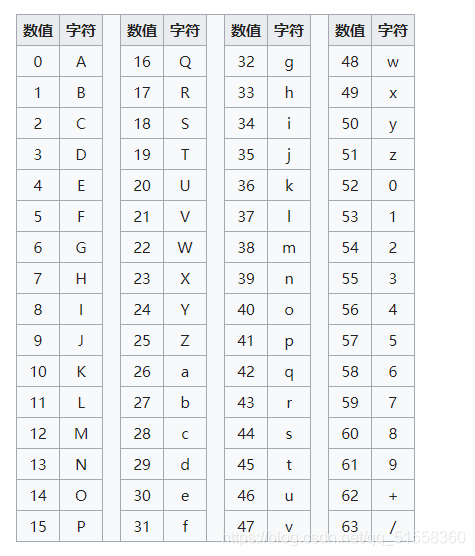 数值 字符 数值 字符 数值 字符 数值 字符
0 A 16 Q 32 g 48 w
1 B 17 R 33 h 49 x
2 C 18 S 34 i 50 y
3 D 19 T 35 j 51 z
4 E 20 U 36 k 52 0
5 F 21 V 37 l 53 1
6 G 22 W 38 m 54 2
7 H 23 X 39 n 55 3
8 I 24 Y 40 o 56 4
9 J 25 Z 41 p 57 5
10 K 26 a 42 q 58 6
11 L 27 b 43 r 59 7
12 M 28 c 44 s 60 8
13 N 29 d 45 t 61 9
14 O 30 e 46 u 62 +
15 P 31 f 47 v 63 /
https://blog.csdn.net/qq_51658360